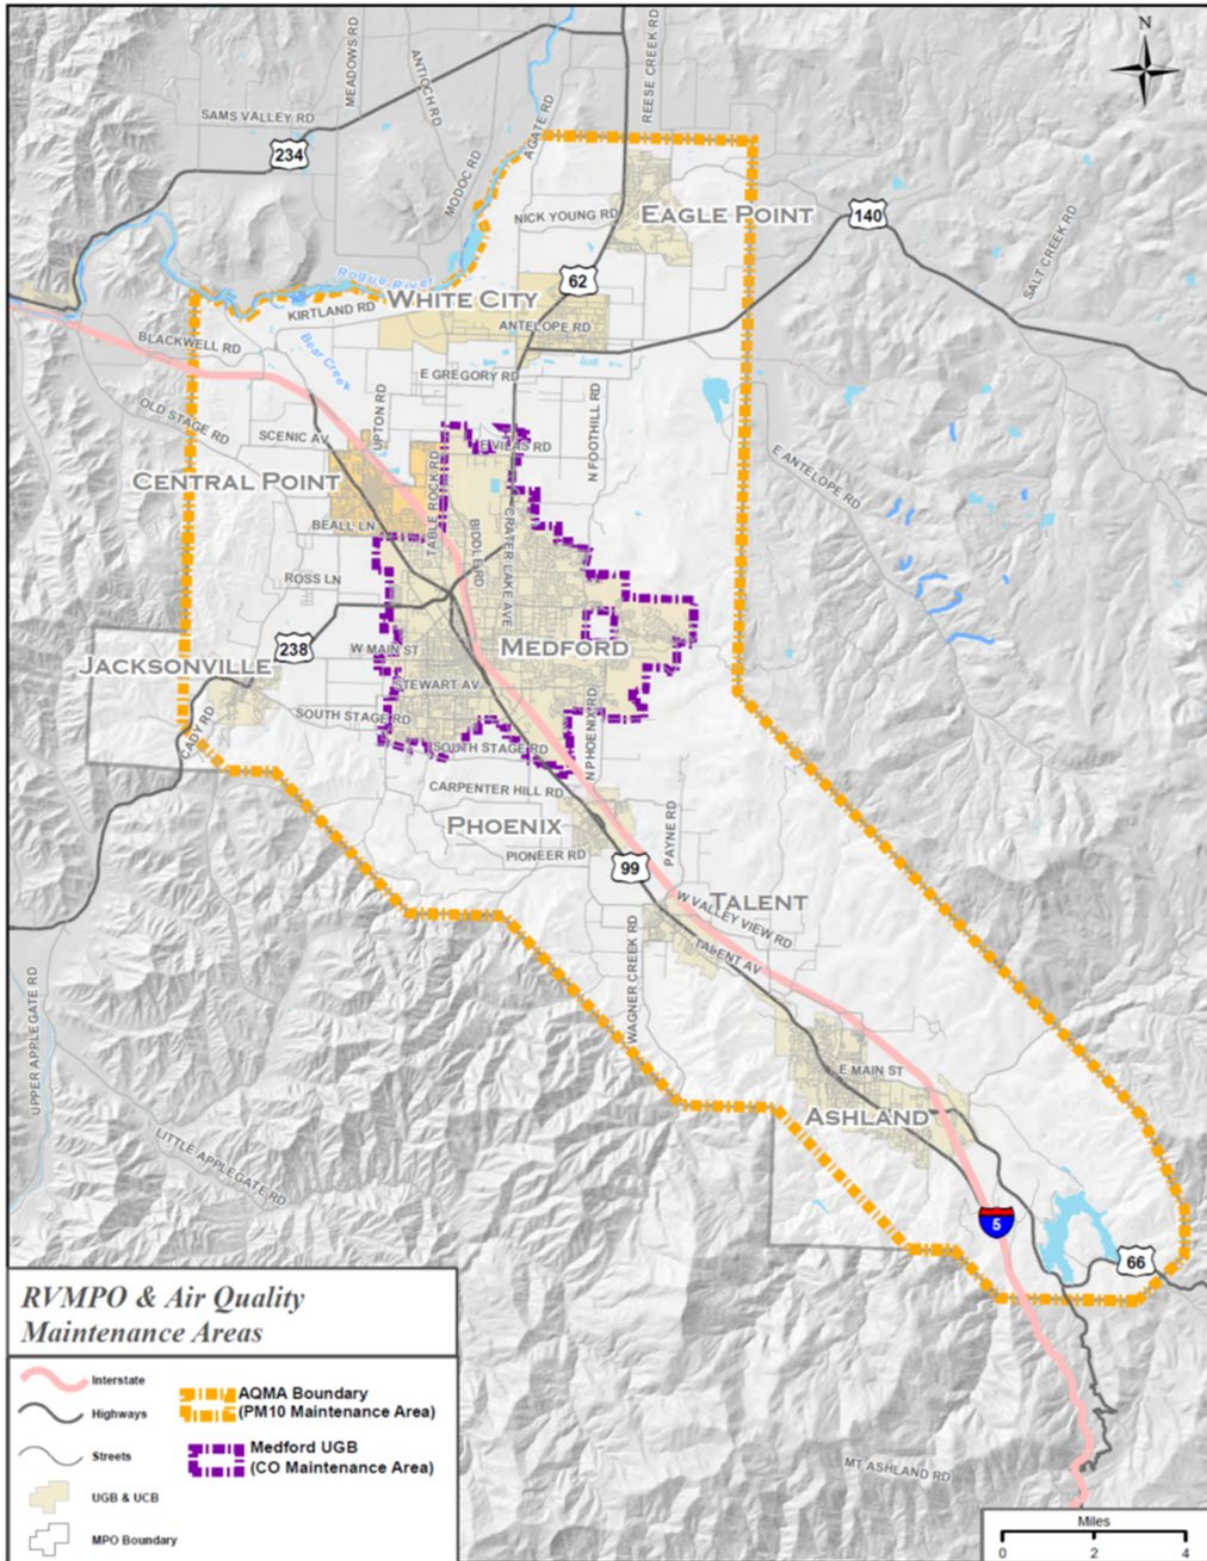 N
REESE CREEK RD
MEADOWS RD
ANTIOCH RD
SAMS VALLEY RD
AGATE RD
234
MODOC RD
NICK YOUNG RD
EAGLE POINT
140
SALT CREEK RD
Rogue River
62
WHITE CITY
KIRTLAND RD
ANTELOPE RD
BLACKWELL RD
Bear Creek
E GREGORY RD
OLD STAGE RD
UPTON RD
N FOOTHILL RD
SCENIC AV
E VILAS RD
E ANTELOPE RD
CENTRAL POINT
TABLE ROCK RD
BEALL LN
BIDDLE RD
CRATER LAKE AVE
ROSS LN
238
W MAIN ST
MEDFORD
JACKSONVILLE
STEWART AV
CADY RD
SOUTH STAGE RD
N PHOENIX RD
SOUTH STAGE RD
CARPENTER HILL RD
PHOENIX
PAYNE RD
PIONEER RD
99
TALENT
W VALLEY VIEW RD
WAGNER CREEK RD
TALENT AV
UPPER APPLEGATE RD
E MAIN ST
ASHLAND
LITTLE APPLEGATE RD
5
66
MT ASHLAND RD
RVMPO & Air Quality
Maintenance Areas
Interstate
Highways
Streets
UGB & UCB
MPO Boundary
AQMA Boundary
(PM10 Maintenance Area)
Medford UGB
(CO Maintenance Area)
Miles
0 2 4